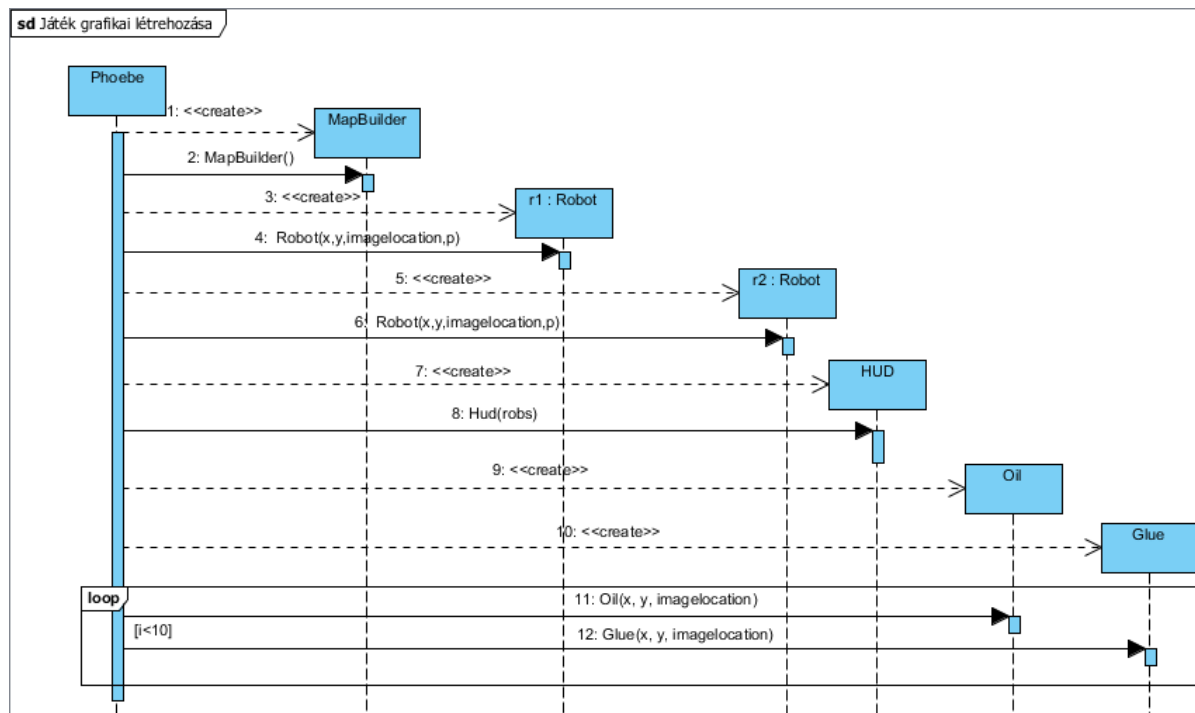 sd Játék grafikai létrehozása
Phoebe
1: <<create>>
MapBuilder
2: MapBuilder()
3: <<create>>
r1 : Robot
4: Robot(x,y,imagelocation,p)
5: <<create>>
r2 : Robot
6: Robot(x,y,imagelocation,p)
7: <<create>>
HUD
8: Hud(robs)
9: <<create>>
Oil
10: <<create>>
Glue
loop
11: Oil(x, y, imagelocation)
[i<10]
12: Glue(x, y, imagelocation)